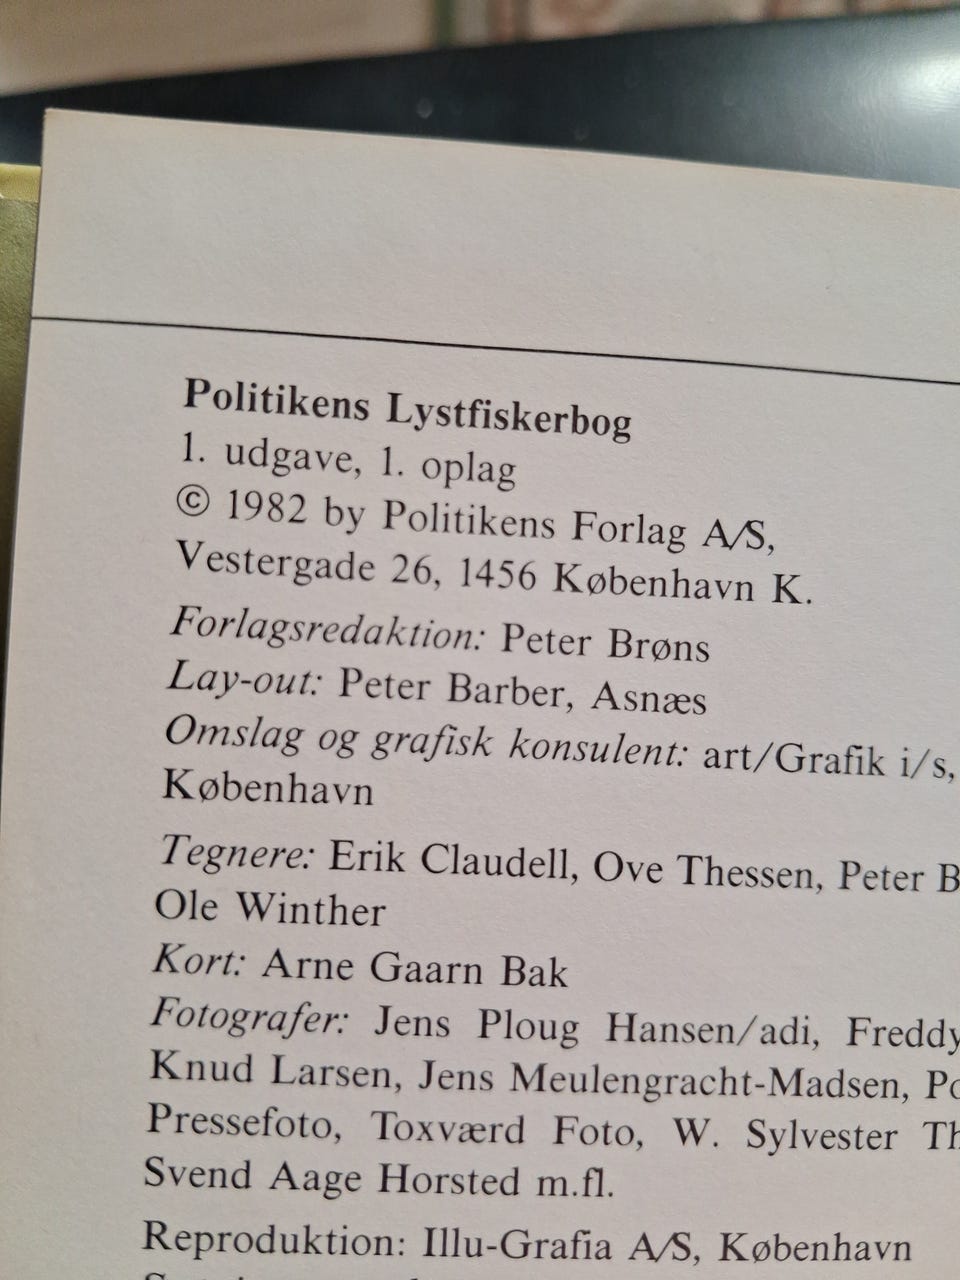 Politikens Lystfiskerbog
1. udgave, 1. oplag
© 1982 by Politikens Forlag A/S,
Vestergade 26, 1456 København K.
Forlagsredaktion: Peter Brøns
Lay-out: Peter Barber, Asnæs
Omslag og grafisk konsulent: art/Grafik i/s,
København
Tegnere: Erik Claudell, Ove Thessen, Peter
Ole Winther
Kort: Arne Gaarn Bak
Fotografer: Jens Ploug Hansen/adi, Freddy
Knud Larsen, Jens Meulengracht-Madsen,
Pressefoto, Toxværd Foto, W. Sylvester
Svend Aage Horsted m.fl.
Reproduktion: Illu-Grafia A/S, København